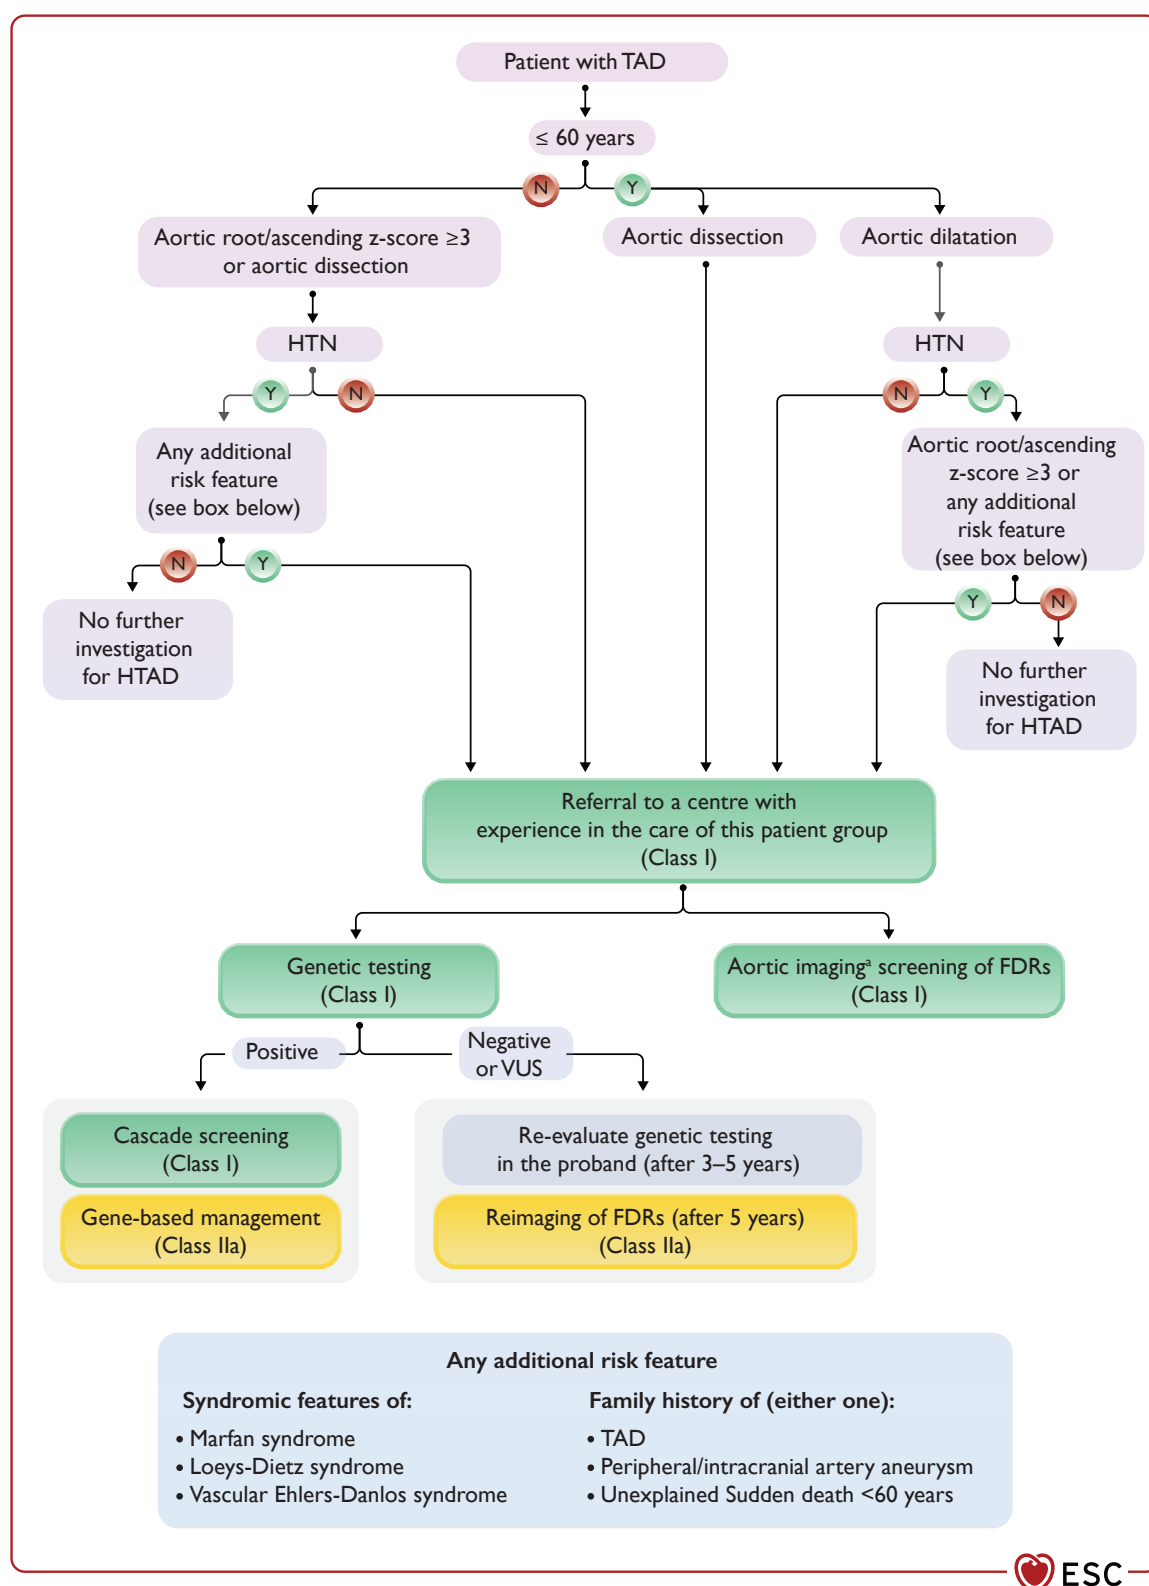 Patient with TAD
≤ 60 years
N
Y
Aortic root/ascending z-score ≥3
or aortic dissection
Aortic dissection
Aortic dilatation
HTN
HTN
Y
N
N
Y
Any additional
risk feature
(see box below)
Aortic root/ascending
z-score ≥3 or
any additional
risk feature
(see box below)
N
Y
Y
N
No further
investigation
for HTAD
No further
investigation
for HTAD
Referral to a centre with
experience in the care of this patient group
(Class I)
Genetic testing
(Class I)
Aortic imagingᵃ screening of FDRs
(Class I)
Positive
Negative
or VUS
Cascade screening
(Class I)
Gene-based management
(Class IIa)
Re-evaluate genetic testing
in the proband (after 3–5 years)
Reimaging of FDRs (after 5 years)
(Class IIa)
Any additional risk feature
Syndromic features of:
• Marfan syndrome
• Loeys-Dietz syndrome
• Vascular Ehlers-Danlos syndrome
Family history of (either one):
• TAD
• Peripheral/intracranial artery aneurysm
• Unexplained Sudden death <60 years
ESC